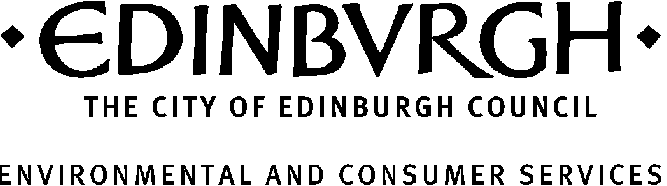 ·EDINBVRGH·
THE CITY OF EDINBURGH COUNCIL
ENVIRONMENTAL AND CONSUMER SERVICES